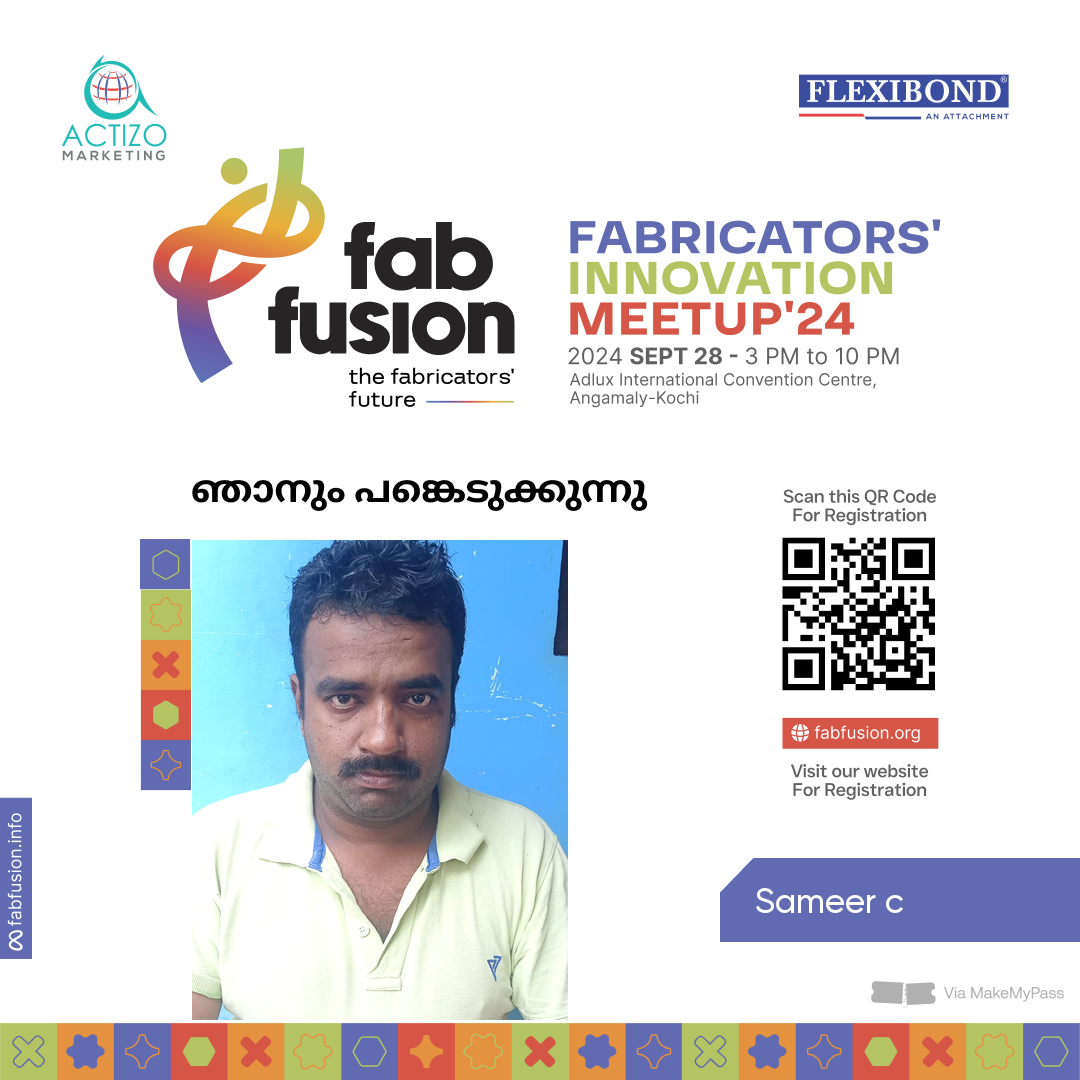 ACTIZO
MARKETING
FLEXIBOND®
AN ATTACHMENT
fab
fusion
the fabricators'
future
FABRICATORS'
INNOVATION
MEETUP'24
2024 SEPT 28 - 3 PM to 10 PM
Adlux International Convention Centre,
Angamaly-Kochi
ഞാനും പങ്കെടുക്കുന്നു
Scan this QR Code
For Registration
fabfusion.org
Visit our website
For Registration
fabfusion.info
Sameer c
Via MakeMyPass